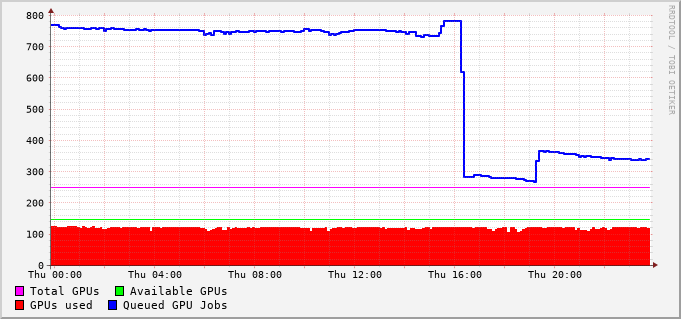 800
700
600
500
400
300
200
100
0
Thu 00:00 Thu 04:00 Thu 08:00 Thu 12:00 Thu 16:00 Thu 20:00
Total GPUs Available GPUs
GPUs used Queued GPU Jobs
RRDTOOL / TOBI OETIKER